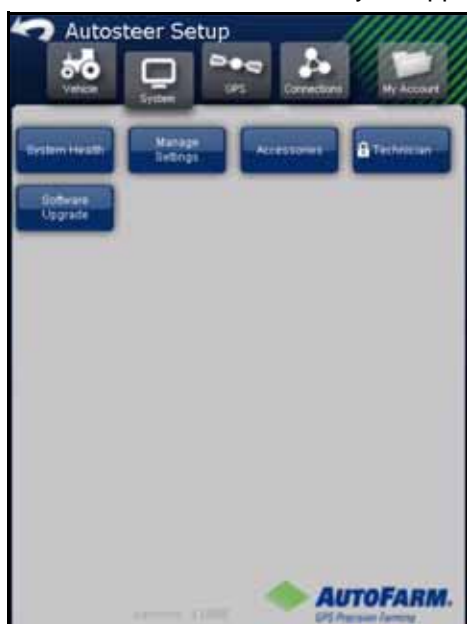 Autosteer Setup
Vehicle
System
GPS
Connections
My Account
System Health
Manage
Settings
Accessories
Technician
Software
Upgrade
AUTOFARM.
GPS Precision Farming